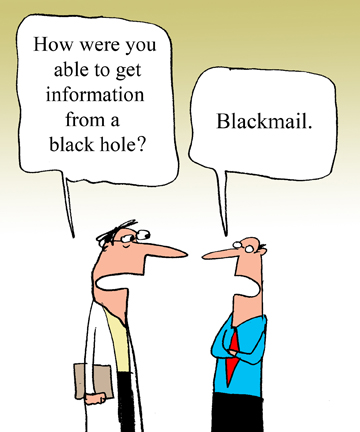 How were you
able to get
information
from a
black hole?
Blackmail.